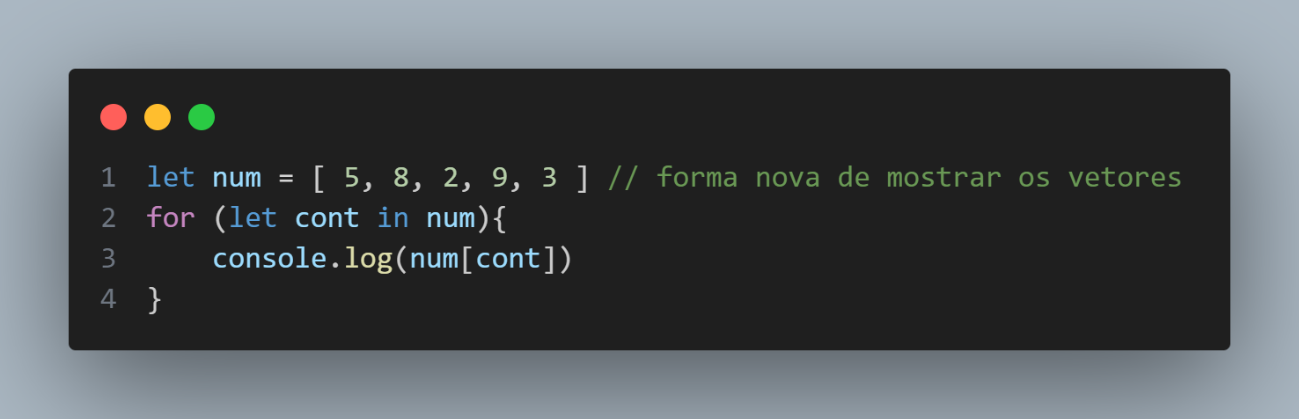 1 let num = [ 5, 8, 2, 9, 3 ] // forma nova de mostrar os vetores
2 for (let cont in num){
3     console.log(num[cont])
4 }